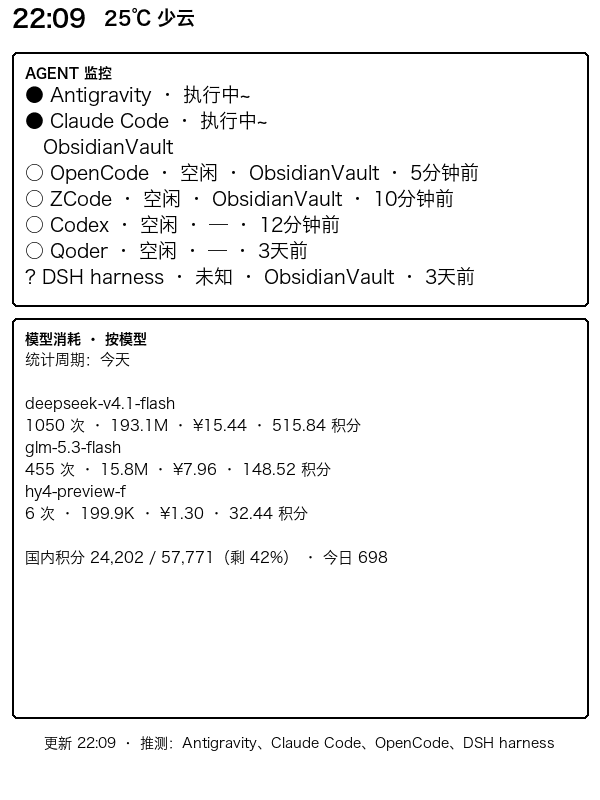 22:09 25℃ 少云
AGENT 监控
● Antigravity · 执行中~
● Claude Code · 执行中~
ObsidianVault
○ OpenCode · 空闲 · ObsidianVault · 5分钟前
○ ZCode · 空闲 · ObsidianVault · 10分钟前
○ Codex · 空闲 · — · 12分钟前
○ Qoder · 空闲 · — · 3天前
? DSH harness · 未知 · ObsidianVault · 3天前
模型消耗 · 按模型
统计周期：今天
deepseek-v4.1-flash
1050 次 · 193.1M · ¥15.44 · 515.84 积分
glm-5.3-flash
455 次 · 15.8M · ¥7.96 · 148.52 积分
hy4-preview-f
6 次 · 199.9K · ¥1.30 · 32.44 积分
国内积分 24,202 / 57,771（剩 42%） · 今日 698
更新 22:09 · 推测：Antigravity、Claude Code、OpenCode、DSH harness